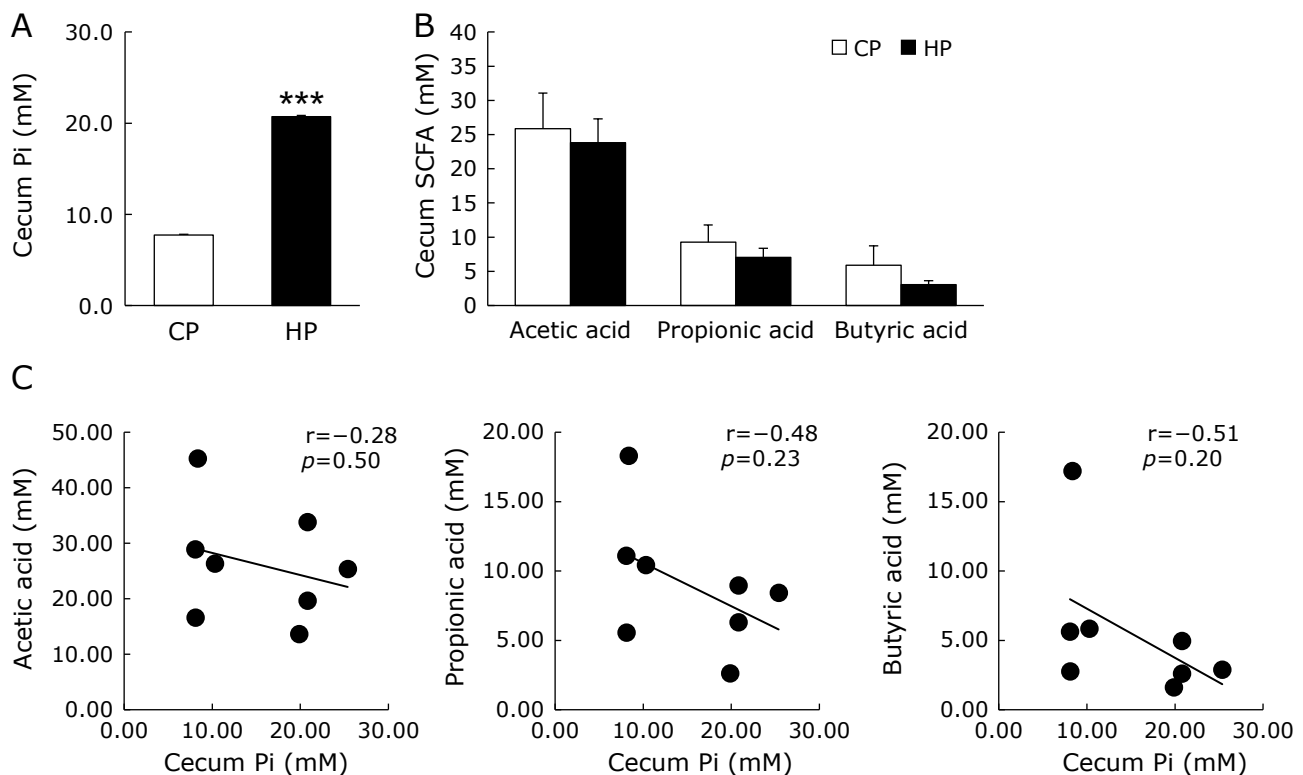 A
Cecum Pi (mM)
30.0
20.0
10.0
0.0
***
CP
HP
B
Cecum SCFA (mM)
40
35
30
25
20
15
10
5
0
CP
HP
Acetic acid
Propionic acid
Butyric acid
C
Acetic acid (mM)
50.00
40.00
30.00
20.00
10.00
0.00
r=−0.28
p=0.50
0.00 10.00 20.00 30.00
Cecum Pi (mM)
Propionic acid (mM)
20.00
15.00
10.00
5.00
0.00
r=−0.48
p=0.23
0.00 10.00 20.00 30.00
Cecum Pi (mM)
Butyric acid (mM)
20.00
15.00
10.00
5.00
0.00
r=−0.51
p=0.20
0.00 10.00 20.00 30.00
Cecum Pi (mM)